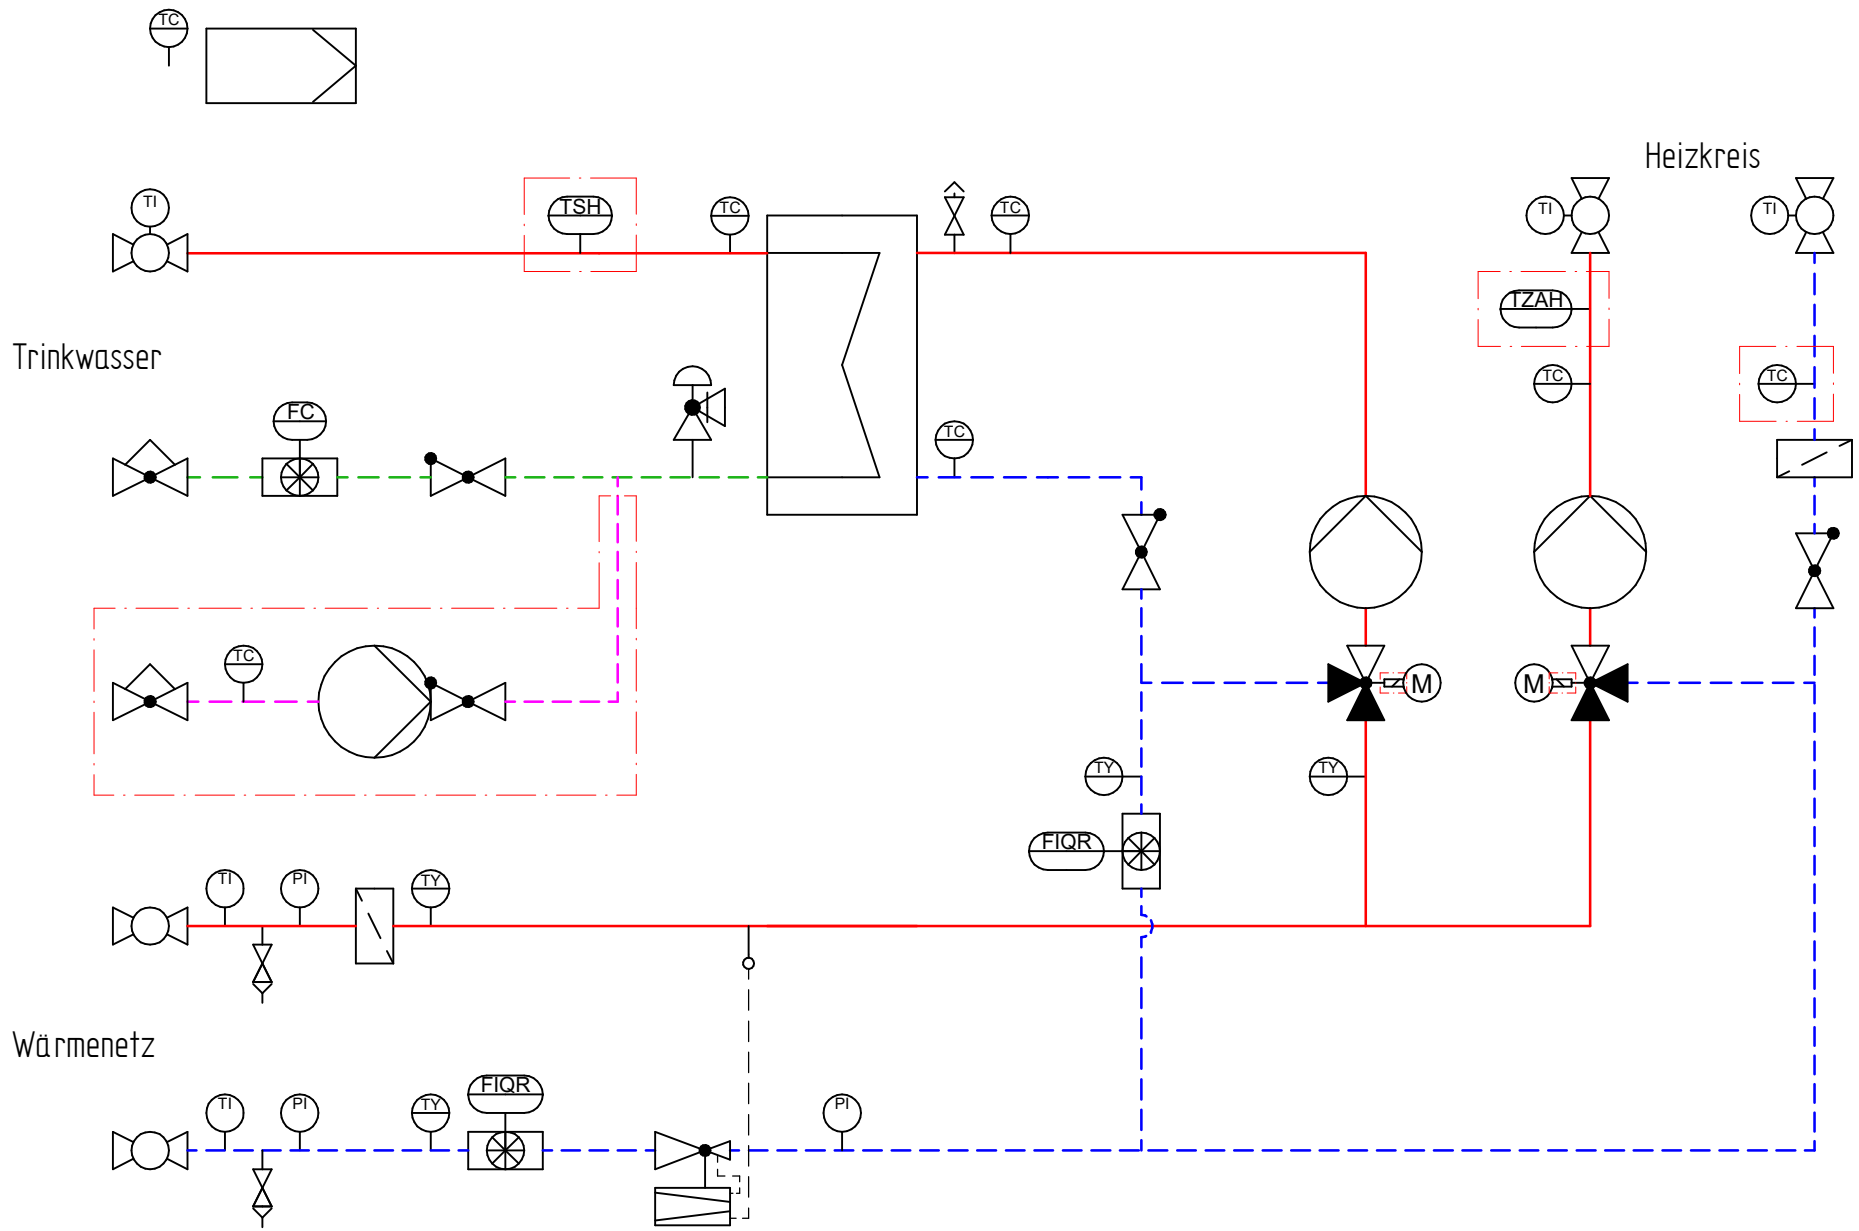 TC
Heizkreis
TI
TSH
TC
TC
TI
TI
TZAH
Trinkwasser
TC
TC
FC
TC
TC
M
M
TY
TY
FIQR
TI
PI
TY
Wärmenetz
FIQR
TI
PI
TY
PI